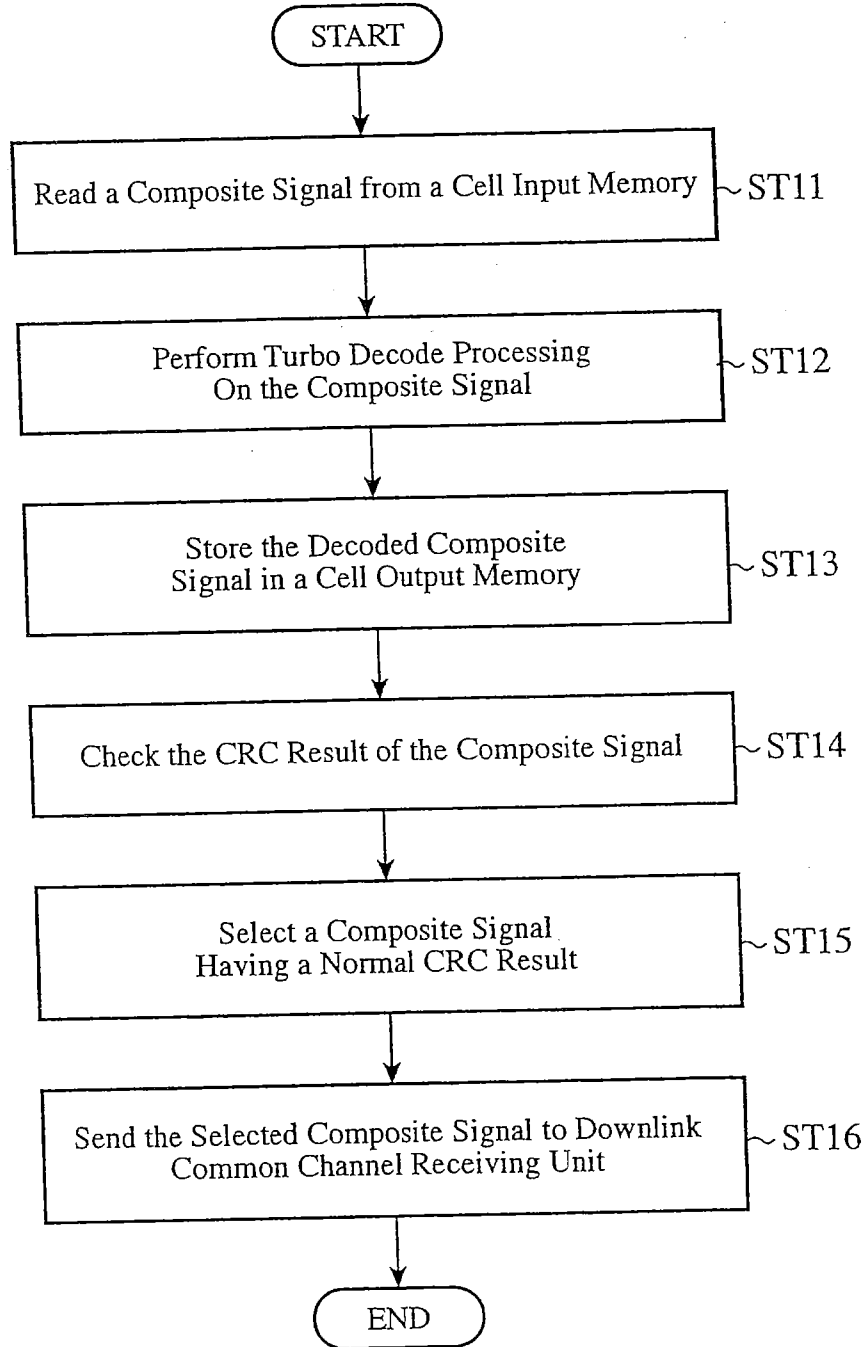 START
Read a Composite Signal from a Cell Input Memory
~ST11
Perform Turbo Decode Processing
On the Composite Signal
~ST12
Store the Decoded Composite
Signal in a Cell Output Memory
~ST13
Check the CRC Result of the Composite Signal
~ST14
Select a Composite Signal
Having a Normal CRC Result
~ST15
Send the Selected Composite Signal to Downlink
Common Channel Receiving Unit
~ST16
END